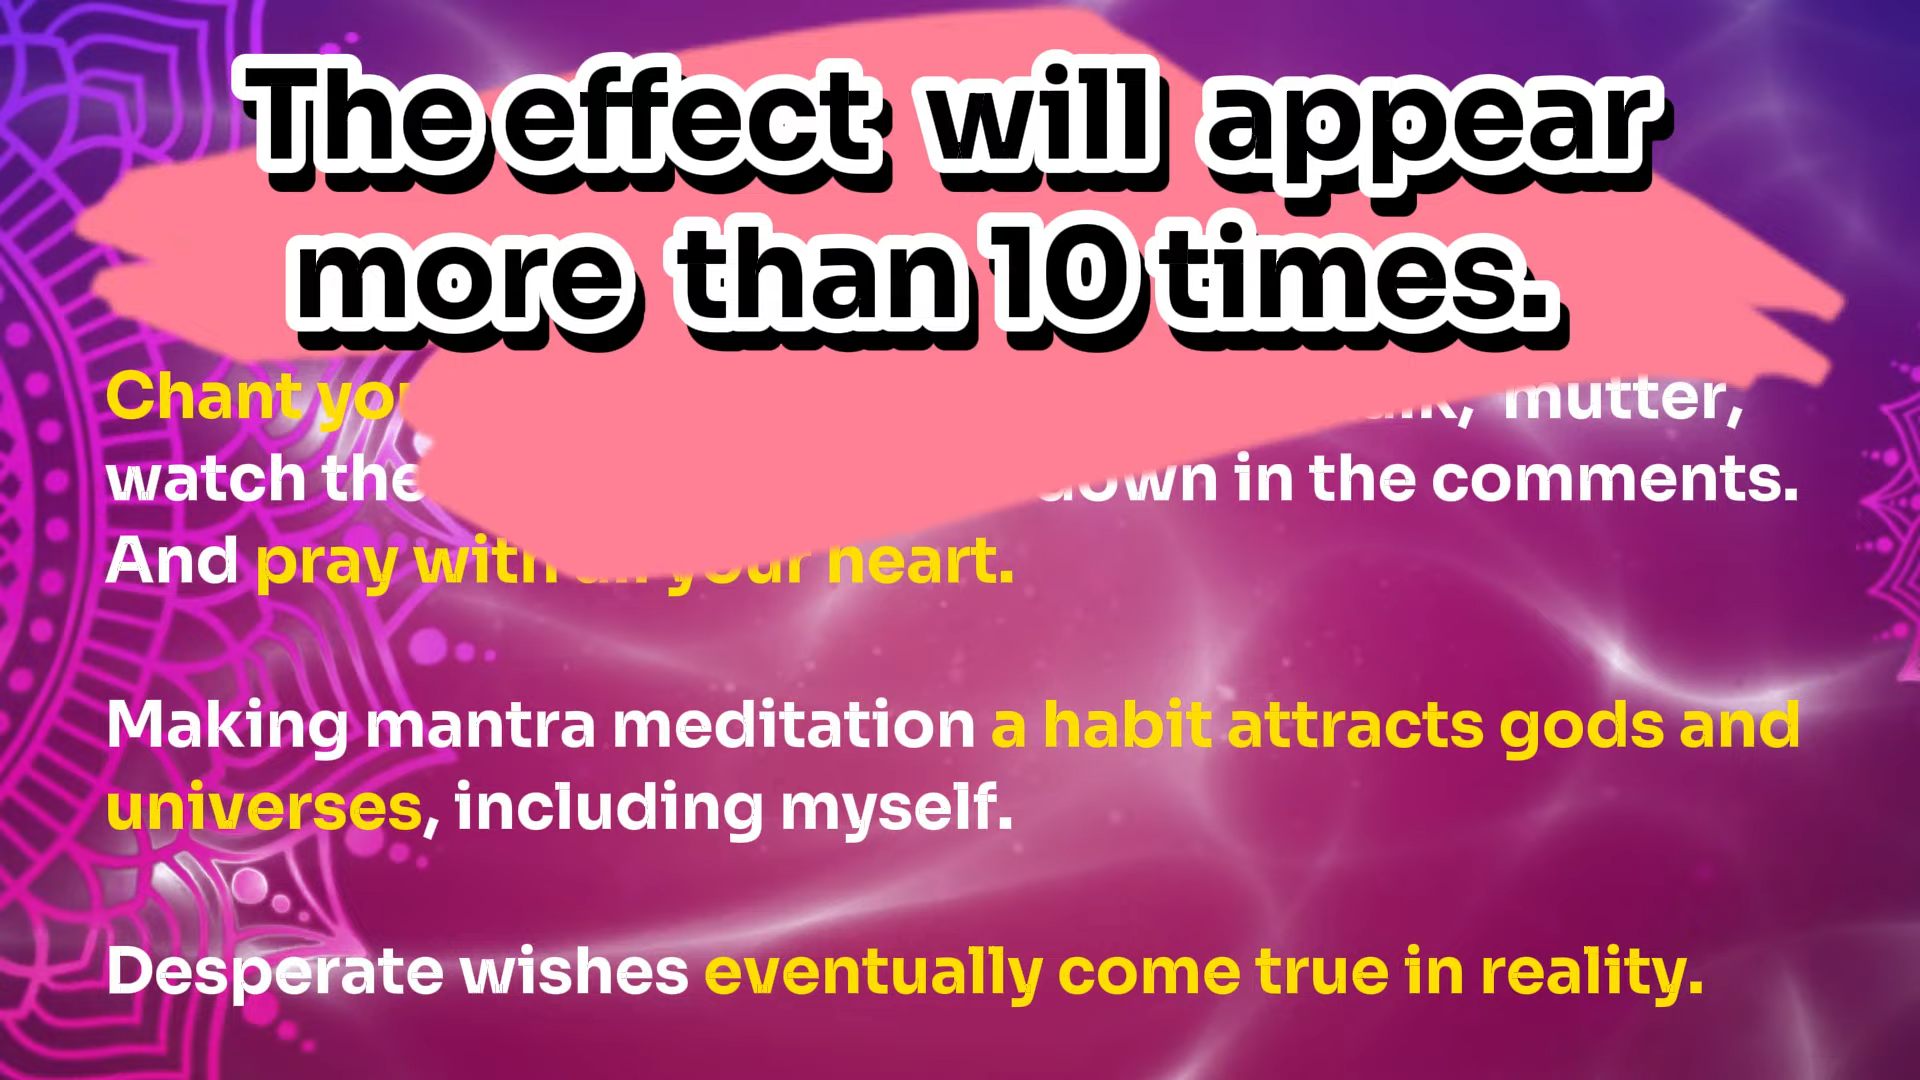 The effect will appear
more than 10 times.
Chant mutter,
watch the down in the comments.
And pray with your heart.
Making mantra meditation a habit attracts gods and
universes, including myself.
Desperate wishes eventually come true in reality.